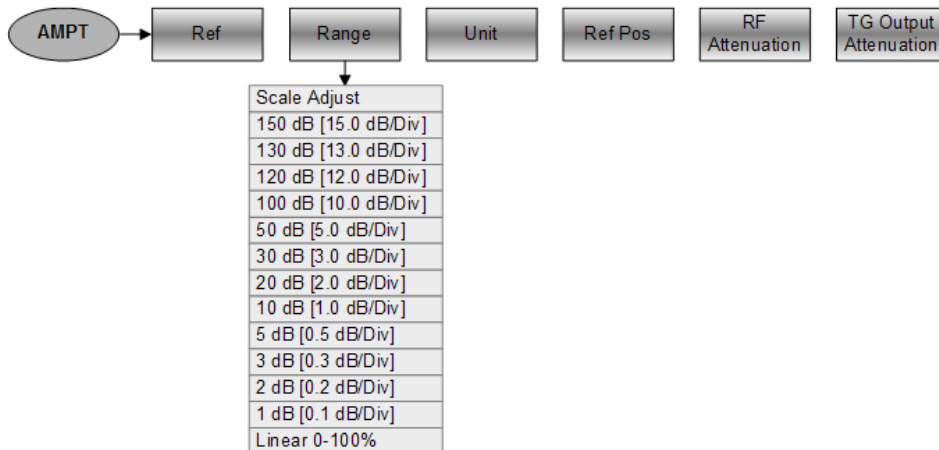 AMPT
Ref
Range
Unit
Ref Pos
RF
Attenuation
TG Output
Attenuation
Scale Adjust
150 dB [15.0 dB/Div]
130 dB [13.0 dB/Div]
120 dB [12.0 dB/Div]
100 dB [10.0 dB/Div]
50 dB [5.0 dB/Div]
30 dB [3.0 dB/Div]
20 dB [2.0 dB/Div]
10 dB [1.0 dB/Div]
5 dB [0.5 dB/Div]
3 dB [0.3 dB/Div]
2 dB [0.2 dB/Div]
1 dB [0.1 dB/Div]
Linear 0-100%